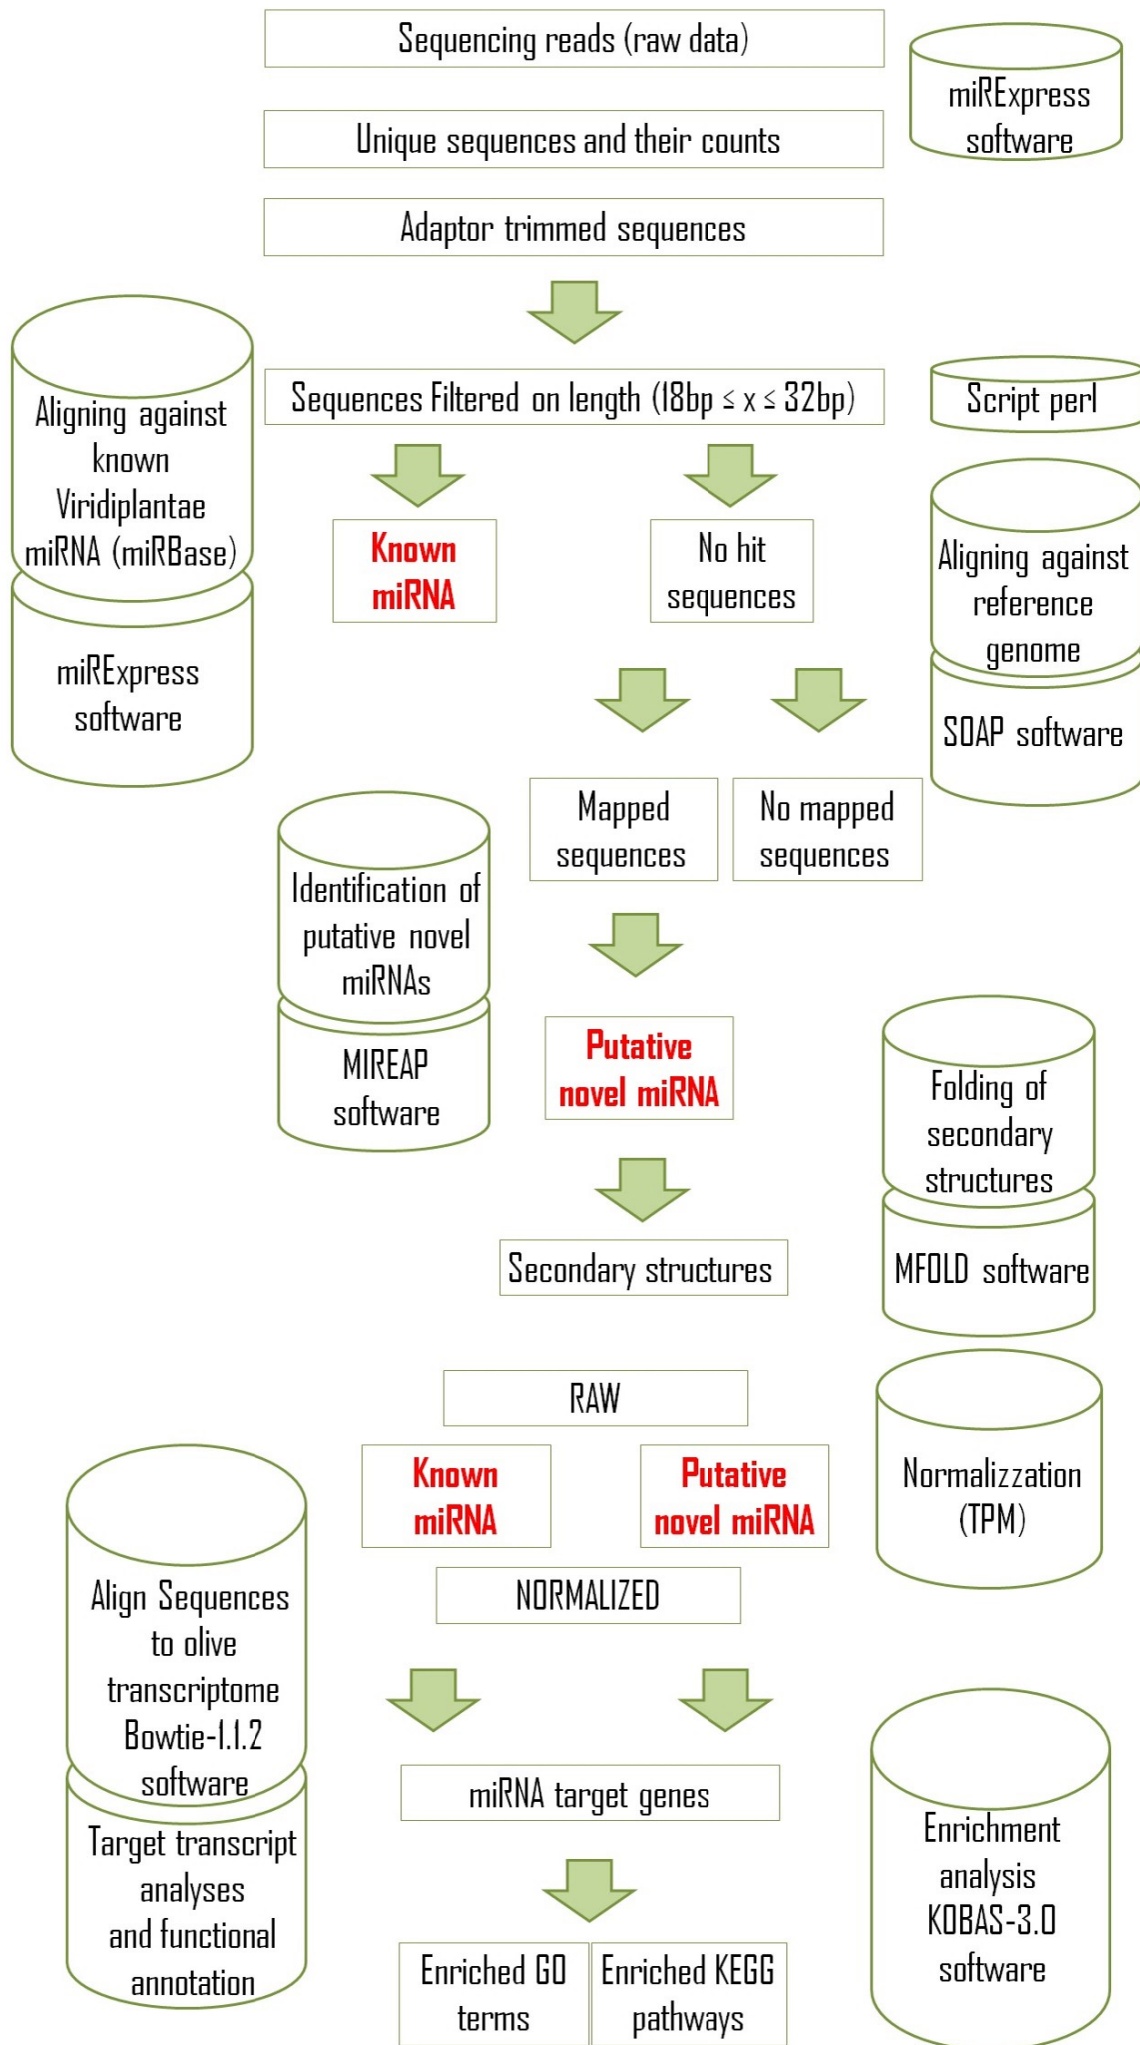 Sequencing reads (raw data)
miRExpress
software
Unique sequences and their counts
Adaptor trimmed sequences
Aligning against
known
Viridiplantae
miRNA (miRBase)
miRExpress
software
Sequences Filtered on length (18bp ≤ x ≤ 32bp)
Script perl
Known
miRNA
No hit
sequences
Aligning against
reference
genome
SOAP software
Mapped
sequences
No mapped
sequences
Identification of
putative novel
miRNAs
MIREAP
software
Putative
novel miRNA
Folding of
secondary
structures
MFOLD software
Secondary structures
RAW
Known
miRNA
Putative
novel miRNA
Normalizzation
(TPM)
NORMALIZED
Align Sequences
to olive
transcriptome
Bowtie-1.1.2
software
Target transcript
analyses
and functional
annotation
miRNA target genes
Enrichment
analysis
KOBAS-3.0
software
Enriched GO
terms
Enriched KEGG
pathways